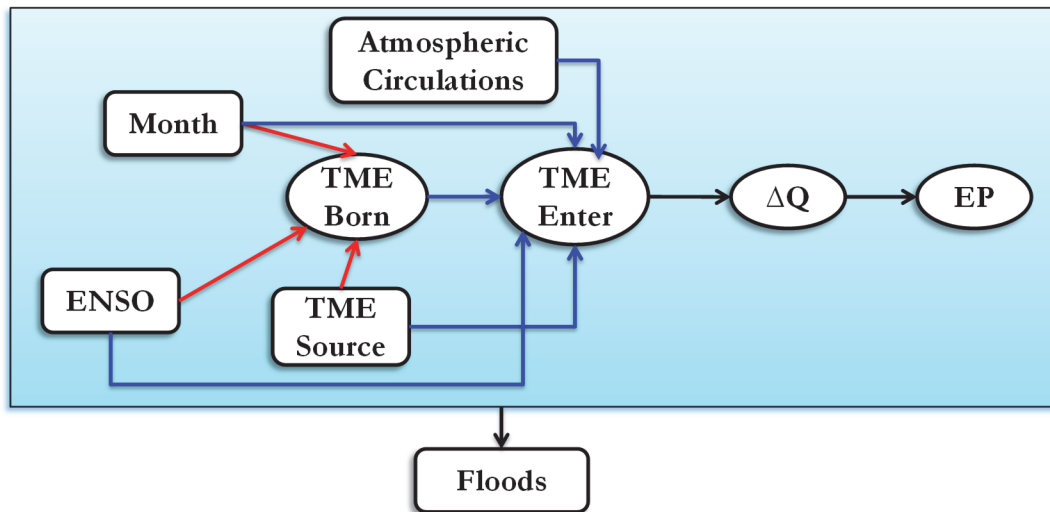 Atmospheric
Circulations
Month
TME
Born
TME
Enter
ΔQ
EP
ENSO
TME
Source
Floods